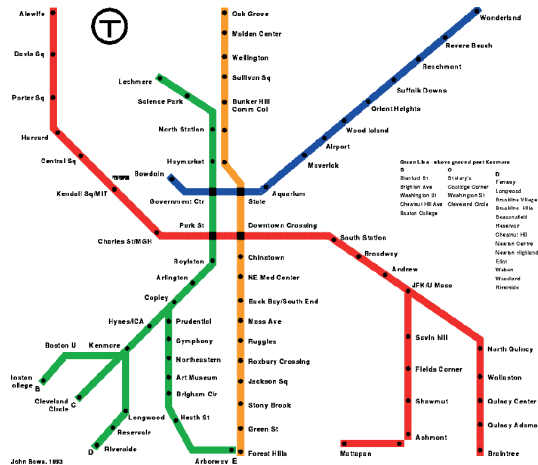 Alewife
Davis Sq
Porter Sq
Harvard
Central Sq
Kendall Sq/MIT
Charles St/MGH
T
Lechmere
Science Park
North Station
Haymarket
Bowdoin
Government Ctr
Park St
Boylston
Arlington
Copley
Hynes/ICA
Kenmore
Boston U
Boston
College
B
Cleveland
Circle
C
Longwood
Reservoir
D
Riverside
Prudential
Symphony
Northeastern
Art Museum
Brigham Cir
Heath St
Arborway E
Oak Grove
Malden Center
Wellington
Sullivan Sq
Bunker Hill
Comm Col
State
Downtown Crossing
Chinatown
NE Med Center
Back Bay/South End
Mass Ave
Ruggles
Roxbury Crossing
Jackson Sq
Stony Brook
Green St
Forest Hills
Wonderland
Revere Beach
Beachmont
Suffolk Downs
Orient Heights
Wood Island
Airport
Maverick
Aquarium
South Station
Broadway
Andrew
JFK/U Mass
Savin Hill
Fields Corner
Shawmut
Ashmont
Mattapan
North Quincy
Wollaston
Quincy Center
Quincy Adams
Braintree
Green Line - above ground past Kenmore
B
Blanford St
Brighton Ave
Washington St
Chestnut Hill Ave
Boston College
C
Coolidge Corner
Washington St
Cleveland Circle
D
Fenway
Longwood
Brookline Village
Brookline Hills
Beaconsfield
Reservoir
Chestnut Hill
Newton Centre
Newton Highland
Eliot
Waban
Woodland
Riverside
John Bowe, 1993